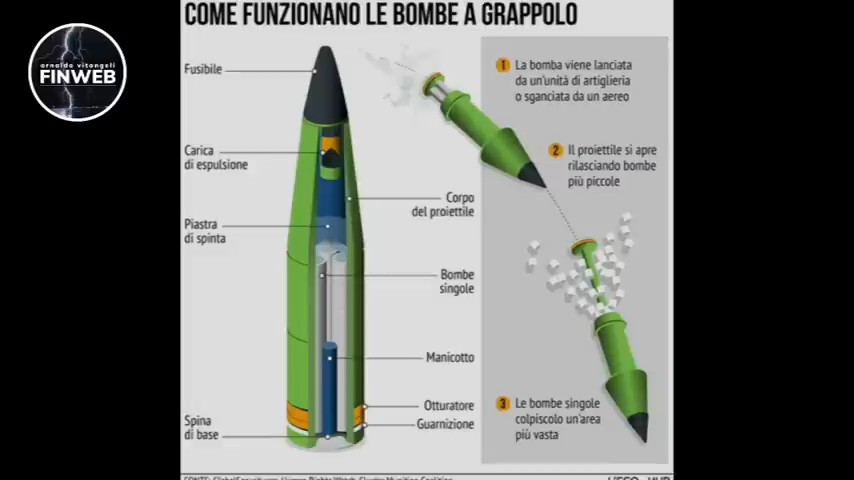 COME FUNZIONANO LE BOMBE A GRAPPOLO
arnaldo vitangeli
FINWEB
Fusibile
Carica
di espulsione
Piastra
di spinta
Spina
di base
Corpo
del proiettile
Bombe
singole
Manicotto
Otturatore
Guarnizione
1 La bomba viene lanciata
da un'unità di artiglieria
o sganciata da un aereo
2 Il proiettile si apre
rilasciando bombe
più piccole
3 Le bombe singole
colpiscolo un'area
più vasta